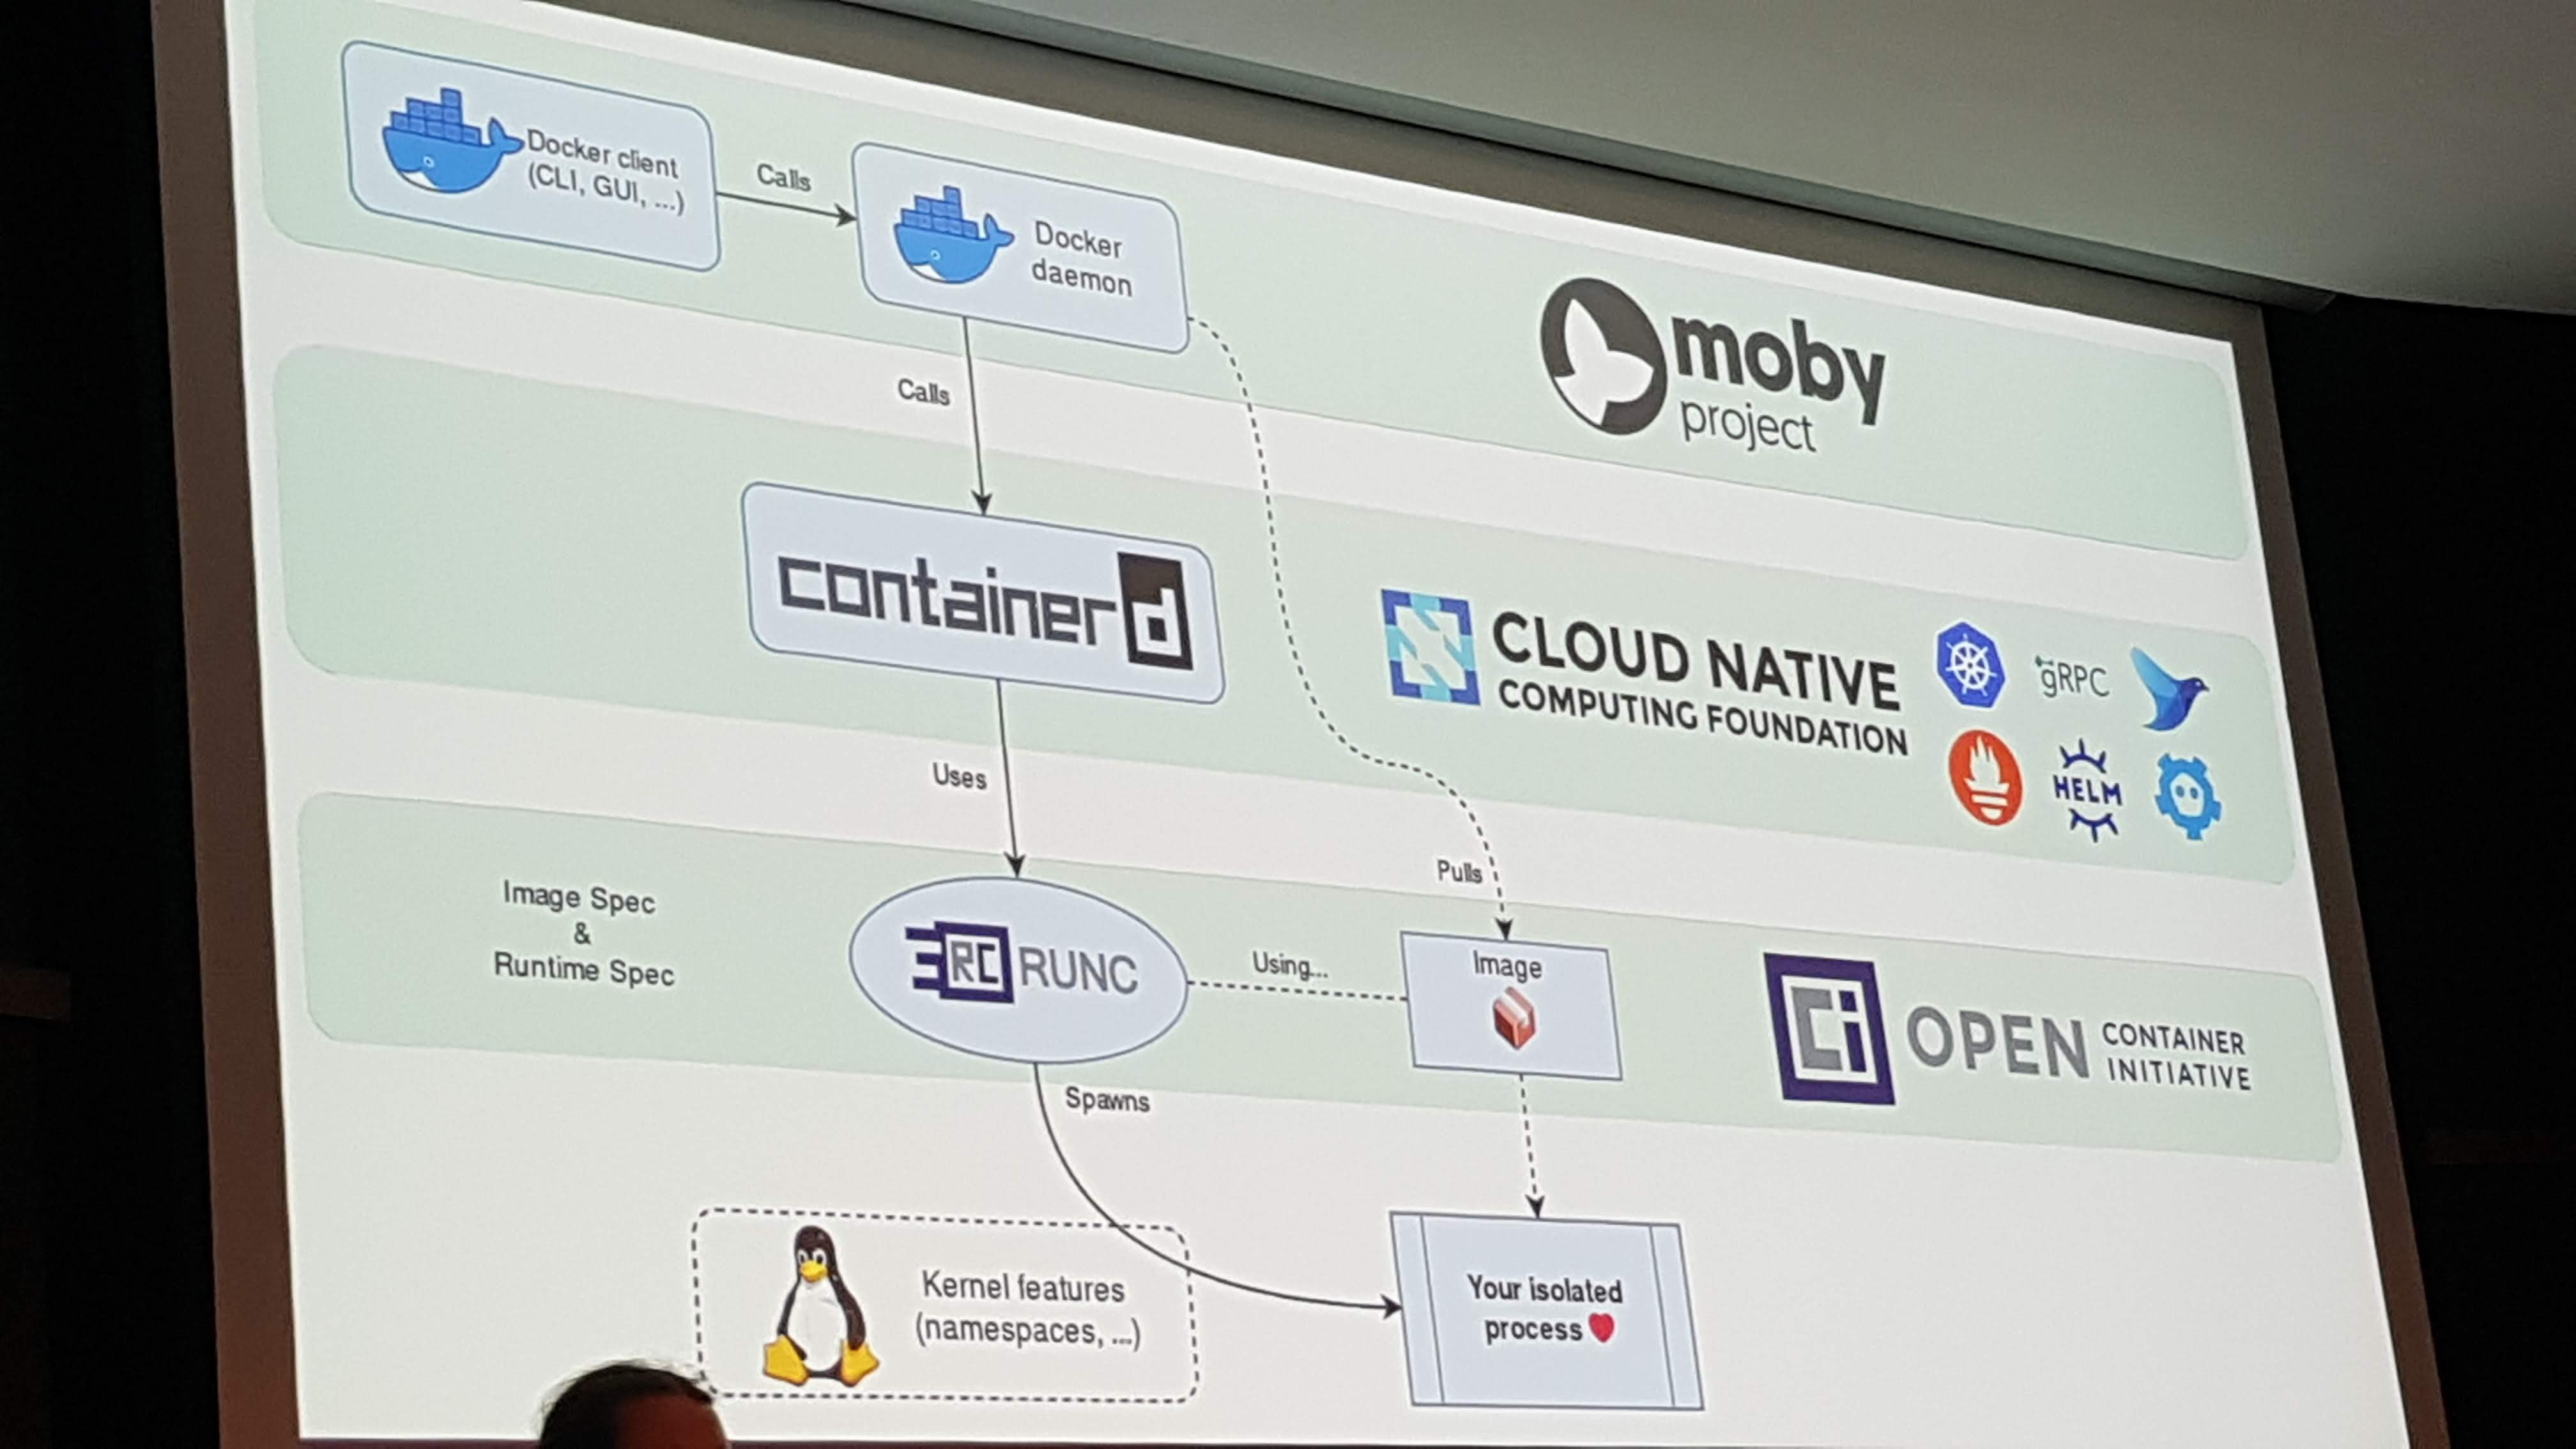 Docker client
(CLI, GUI, ...)
Calls
Docker
daemon
moby
project
Calls
containerd
CLOUD NATIVE
COMPUTING FOUNDATION
gRPC
HELM
Uses
Pulls
Image Spec
&
Runtime Spec
RC RUNC
Using...
Image
Ci OPEN CONTAINER
INITIATIVE
Spawns
Kernel features
(namespaces, ...)
Your isolated
process ❤